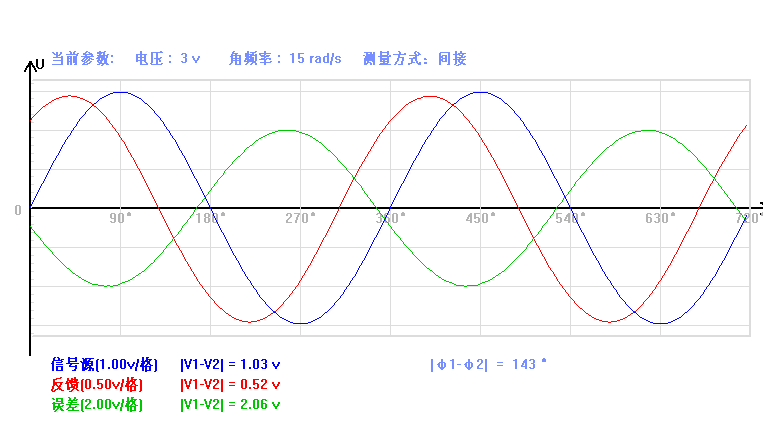 U 当前参数: 电压：3 v 角频率：15 rad/s 测量方式：间接
0
90° 180° 270° 360° 450° 540° 630° 720°
信号源(1.00v/格) |V1-V2| = 1.03 v |Φ1-Φ2| = 143 °
反馈(0.50v/格) |V1-V2| = 0.52 v
误差(2.00v/格) |V1-V2| = 2.06 v